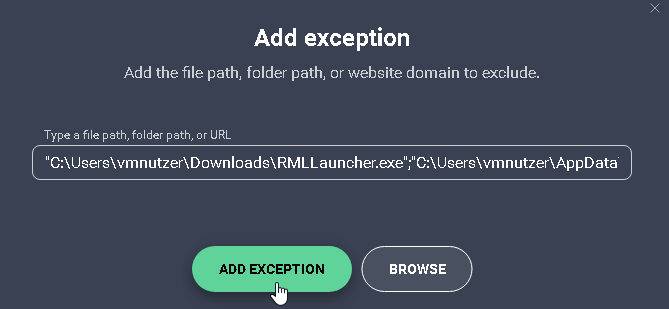 Add exception
Add the file path, folder path, or website domain to exclude.
Type a file path, folder path, or URL
"C:\Users\vmnutzer\Downloads\RMLLauncher.exe";"C:\Users\vmnutzer\AppData
ADD EXCEPTION
BROWSE